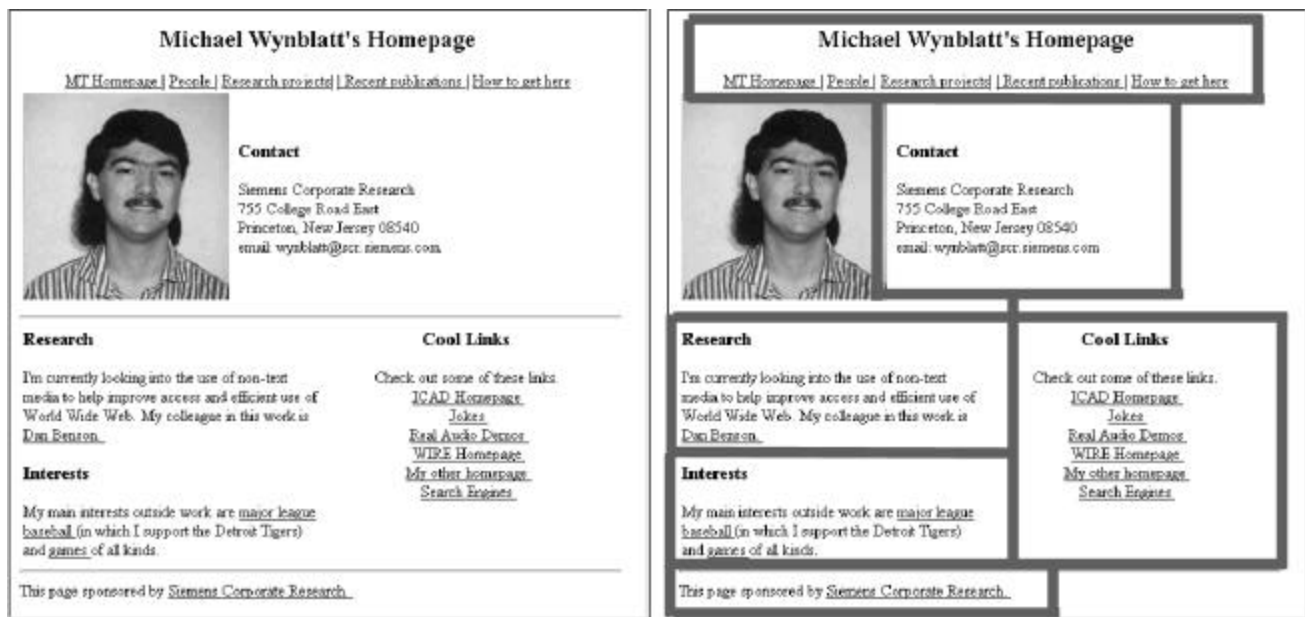 Michael Wynblatt's Homepage
MT Homepage | People | Research projects| | Recent publications | How to get here
Contact
Siemens Corporate Research
755 College Road East
Princeton, New Jersey 08540
email: wynblatt@scr.siemens.com
Research
I'm currently looking into the use of non-text
media to help improve access and efficient use of
World Wide Web. My colleague in this work is
Dan Benson.
Interests
My main interests outside work are major league
baseball (in which I support the Detroit Tigers)
and games of all kinds.
Cool Links
Check out some of these links.
ICAD Homepage
Jokes
Real Audio Demos
WIRE Homepage
My other homepage
Search Engines
This page sponsored by Siemens Corporate Research.
Michael Wynblatt's Homepage
MT Homepage | People | Research projects| | Recent publications | How to get here
Contact
Siemens Corporate Research
755 College Road East
Princeton, New Jersey 08540
email: wynblatt@scr.siemens.com
Research
I'm currently looking into the use of non-text
media to help improve access and efficient use of
World Wide Web. My colleague in this work is
Dan Benson.
Interests
My main interests outside work are major league
baseball (in which I support the Detroit Tigers)
and games of all kinds.
Cool Links
Check out some of these links.
ICAD Homepage
Jokes
Real Audio Demos
WIRE Homepage
My other homepage
Search Engines
This page sponsored by Siemens Corporate Research.